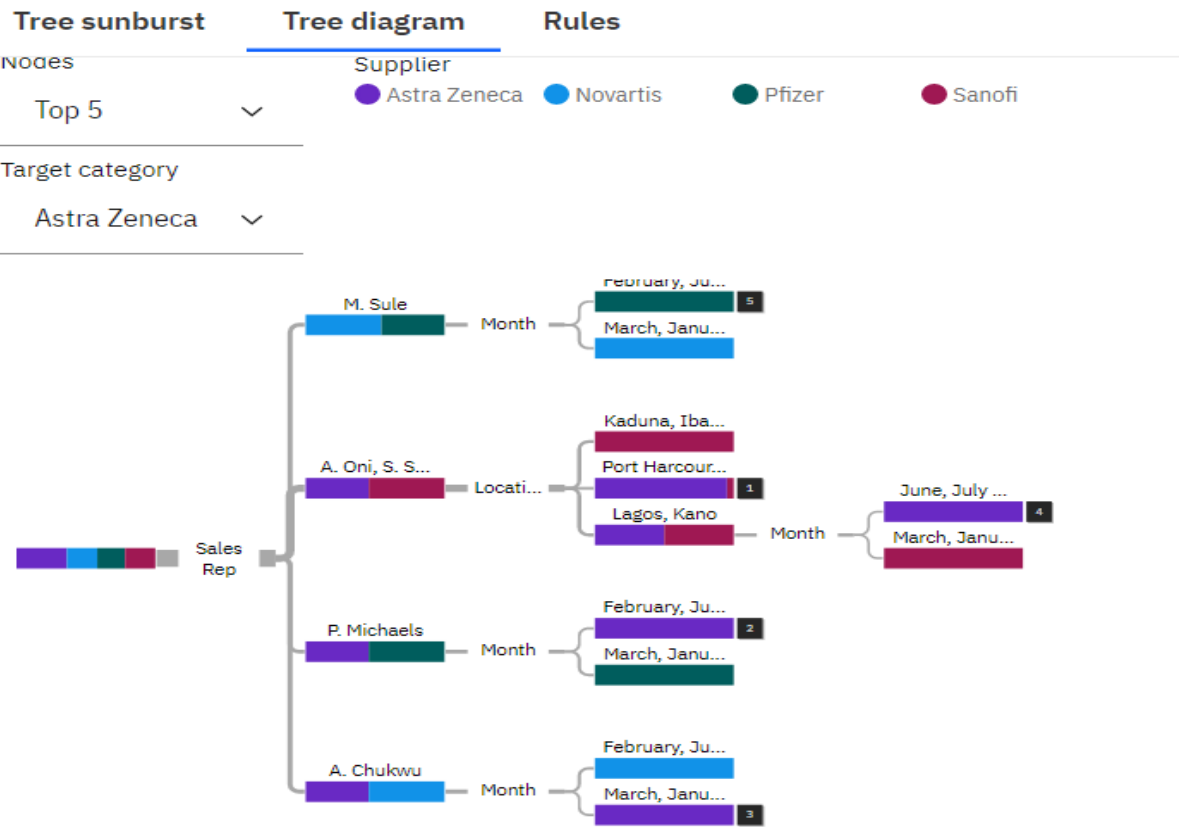 Tree sunburst
Tree diagram
Rules
Nodes
Top 5
Target category
Astra Zeneca
Supplier
Astra Zeneca
Novartis
Pfizer
Sanofi
Sales
Rep
M. Sule
Month
February, Ju...
5
March, Janu...
A. Oni, S. S...
Locati...
Kaduna, Iba...
Port Harcour...
1
Lagos, Kano
Month
June, July ...
4
March, Janu...
P. Michaels
Month
February, Ju...
2
March, Janu...
A. Chukwu
Month
February, Ju...
March, Janu...
3